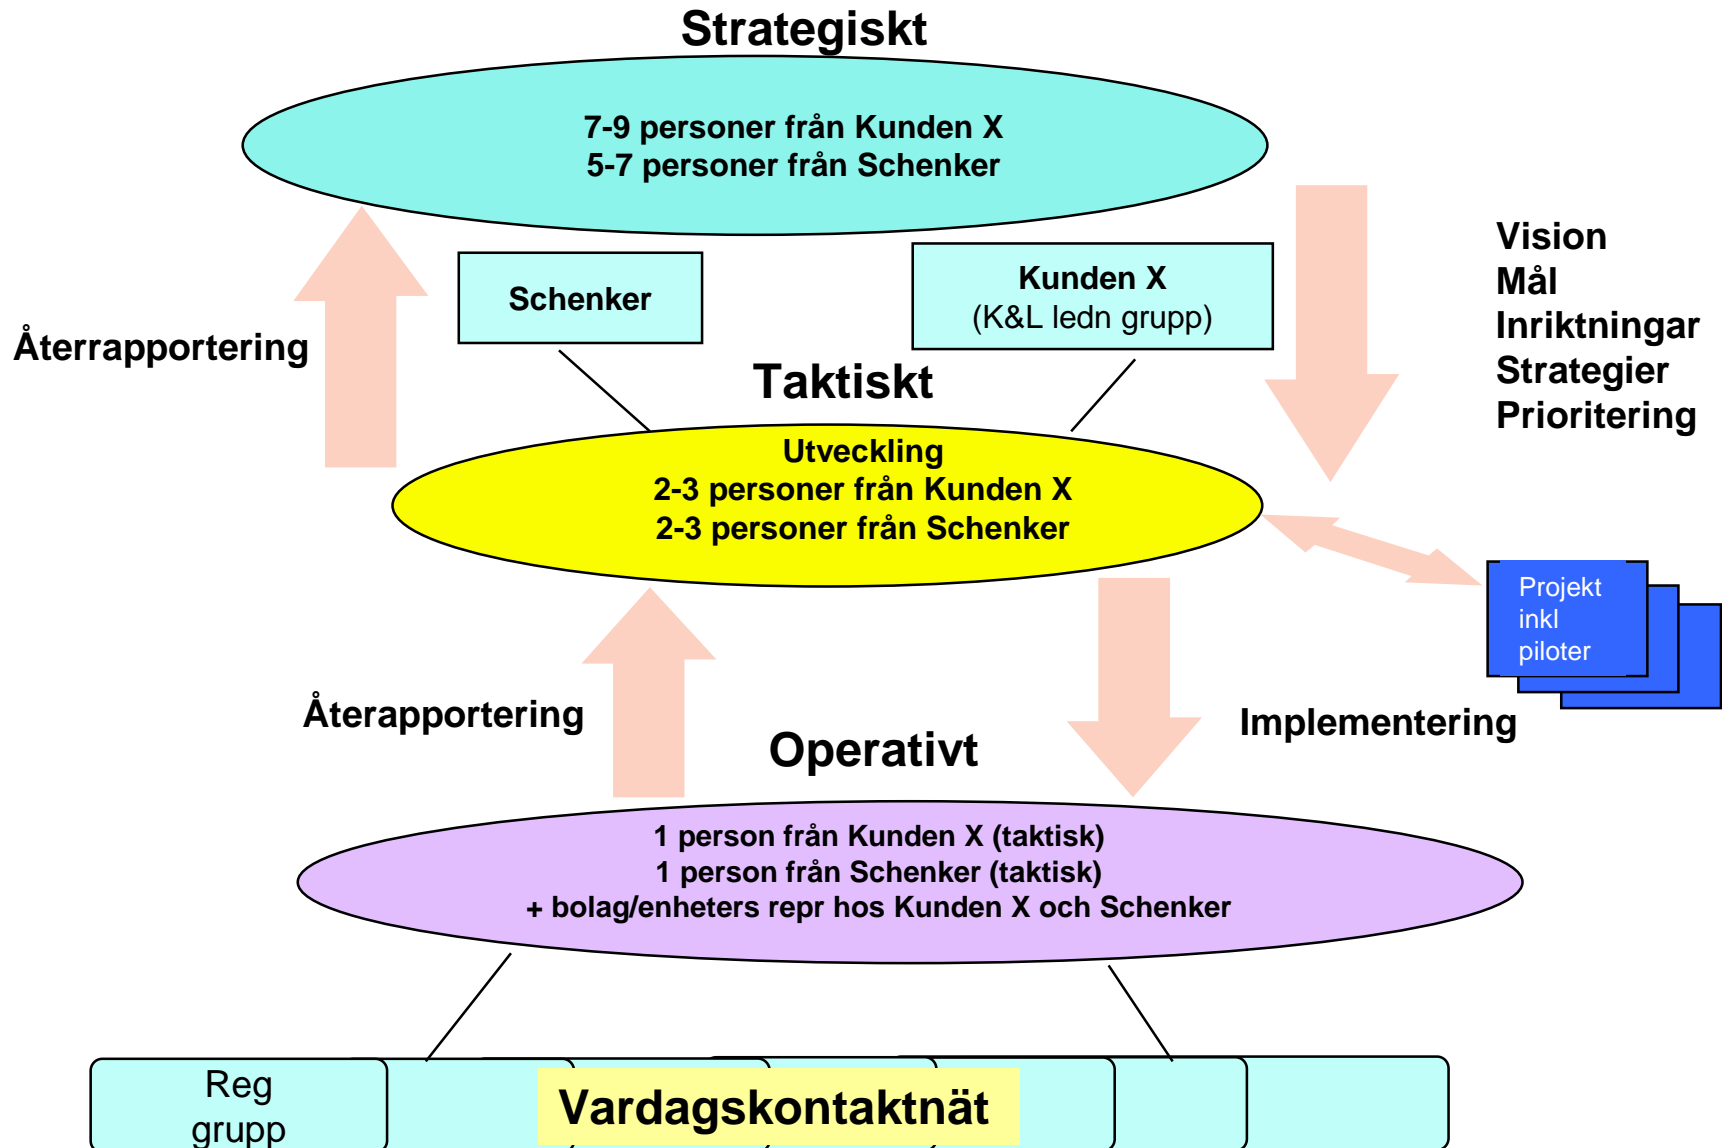 Strategiskt
7-9 personer från Kunden X
5-7 personer från Schenker
Schenker
Kunden X
(K&L ledn grupp)
Vision
Mål
Inriktningar
Strategier
Prioritering
Återrapportering
Taktiskt
Utveckling
2-3 personer från Kunden X
2-3 personer från Schenker
Projekt
inkl
piloter
Återapportering
Implementering
Operativt
1 person från Kunden X (taktisk)
1 person från Schenker (taktisk)
+ bolag/enheters repr hos Kunden X och Schenker
Reg
grupp
Vardagskontaktnät